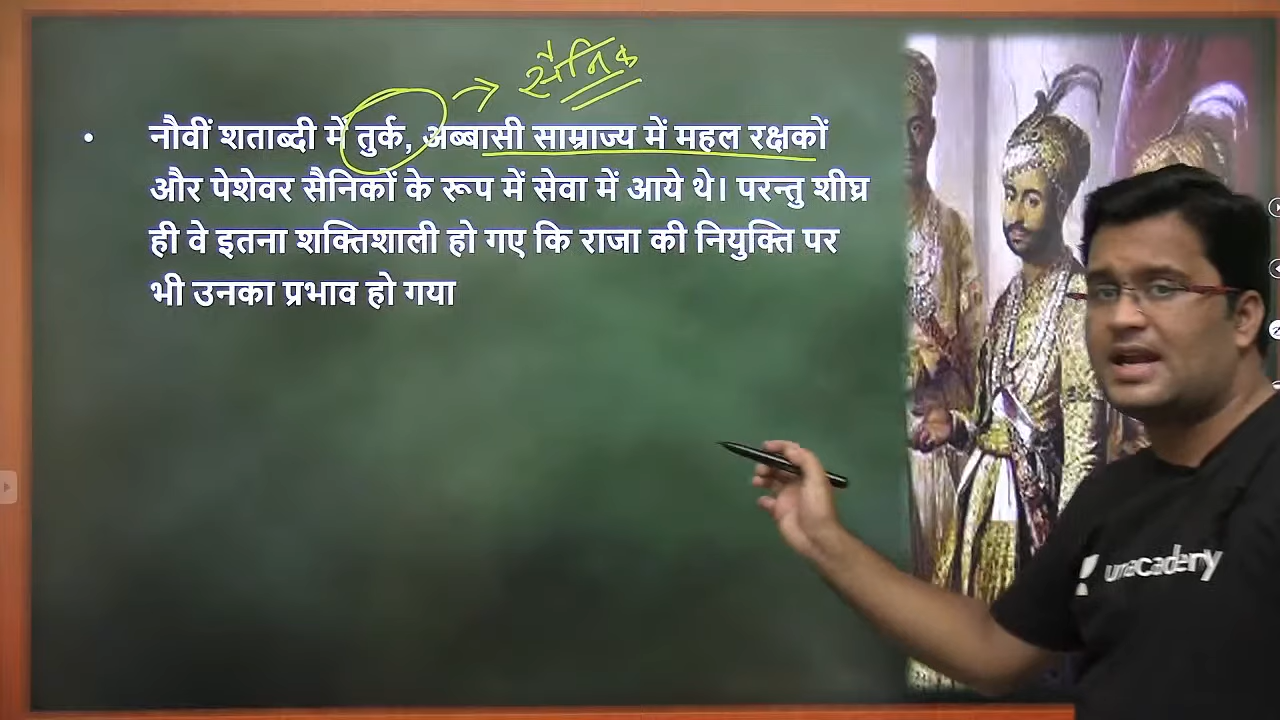 सैनिक
नौवीं शताब्दी में तुर्क, अब्बासी साम्राज्य में महल रक्षकों
और पेशेवर सैनिकों के रूप में सेवा में आये थे। परन्तु शीघ्र
ही वे इतना शक्तिशाली हो गए कि राजा की नियुक्ति पर
भी उनका प्रभाव हो गया
unacademy